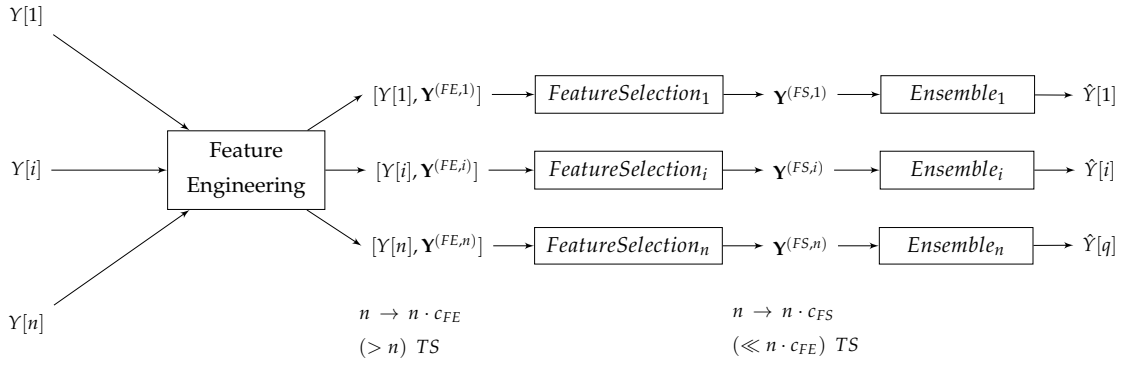 Y[1]
[Y[1], Y^(FE,1)] FeatureSelection_1 Y^(FS,1) Ensemble_1 Ŷ[1]
Feature
Engineering
Y[i] [Y[i], Y^(FE,i)] FeatureSelection_i Y^(FS,i) Ensemble_i Ŷ[i]
[Y[n], Y^(FE,n)] FeatureSelection_n Y^(FS,n) Ensemble_n Ŷ[q]
Y[n]
n → n · c_FE n → n · c_FS
(> n) TS (≪ n · c_FE) TS